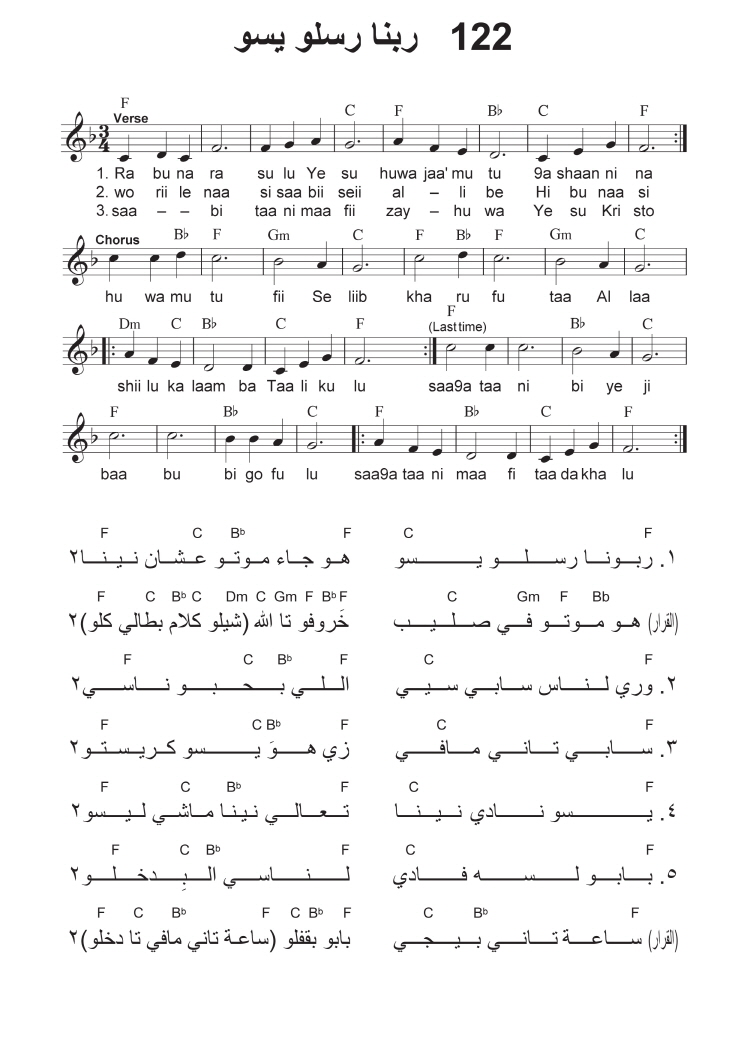 ربنا رسلو يسو 122
F C F B♭ C F
Verse
1. Ra bu na ra su lu Ye su huwa jaa' mu tu 9a shaan ni na
2. wo rii le naa si saa bii seii al – li be Hi bu naa si
3. saa – – bi taa ni maa fii zay – hu wa Ye su Kri sto
Chorus B♭ F Gm C F B♭ F Gm C
hu wa mu tu fii Se liib kha ru fu taa Al laa
Dm C B♭ C F (Last time) F B♭ C
shii lu ka laam ba Taa li ku lu saa9a taa ni bi ye ji
F B♭ C F B♭ C F
baa bu bi go fu lu saa9a taa ni maa fi taa da kha lu
F C B♭ F C F
١. ربـونـا رسـلـو يـسو هـو جـاء مـوتـو عـشـان نـيـنـا٢
F C B♭ C Dm C Gm F B♭ F C Gm F Bb
(القرار) هـو مـوتـو فـي صـلـيـب خَروفو تا الله (شيلو كلام بطالي كلو)٢
F C B♭ F C F
٢. وري لـنـاس سـابـي سـيـي الـلـي بـحـبـو نـاسـي٢
F C B♭ F C F
٣. سـابـي تـانـي مـافـي زي هـوَ يـسو كـريـسـتـو٢
F C B♭ F C F
٤. يـسو نـادي نـيـنـا تـعـالـي نـيـنـا مـاشـي لـيـسو٢
F C B♭ F C F
٥. بـابـو لـسـه فـادي لـنـاسـي الـبِـدخـلـو٢
F C B♭ F C B♭ F C B♭ F
(القرار) سـاعـة تـانـي بـيـجـي بابو بقفلو (ساعة تاني مافي تا دخلو)٢